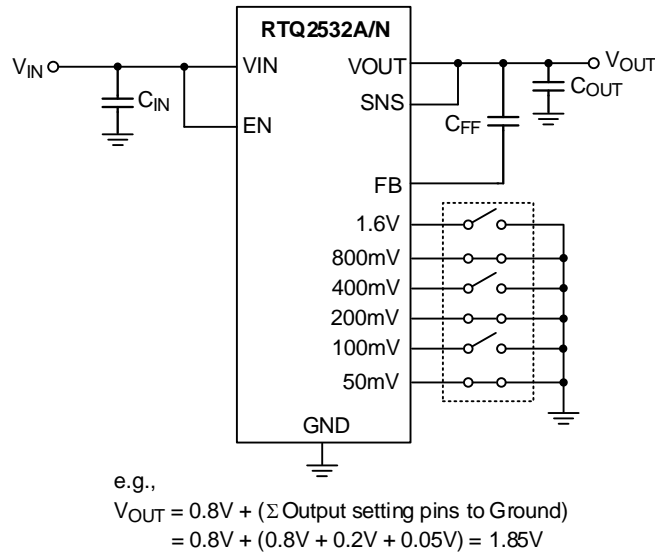 RTQ2532A/N
VIN
VIN
VOUT
VOUT
CIN
SNS
COUT
EN
CFF
FB
1.6V
800mV
400mV
200mV
100mV
50mV
GND
e.g.,
VOUT = 0.8V + (Σ Output setting pins to Ground)
= 0.8V + (0.8V + 0.2V + 0.05V) = 1.85V